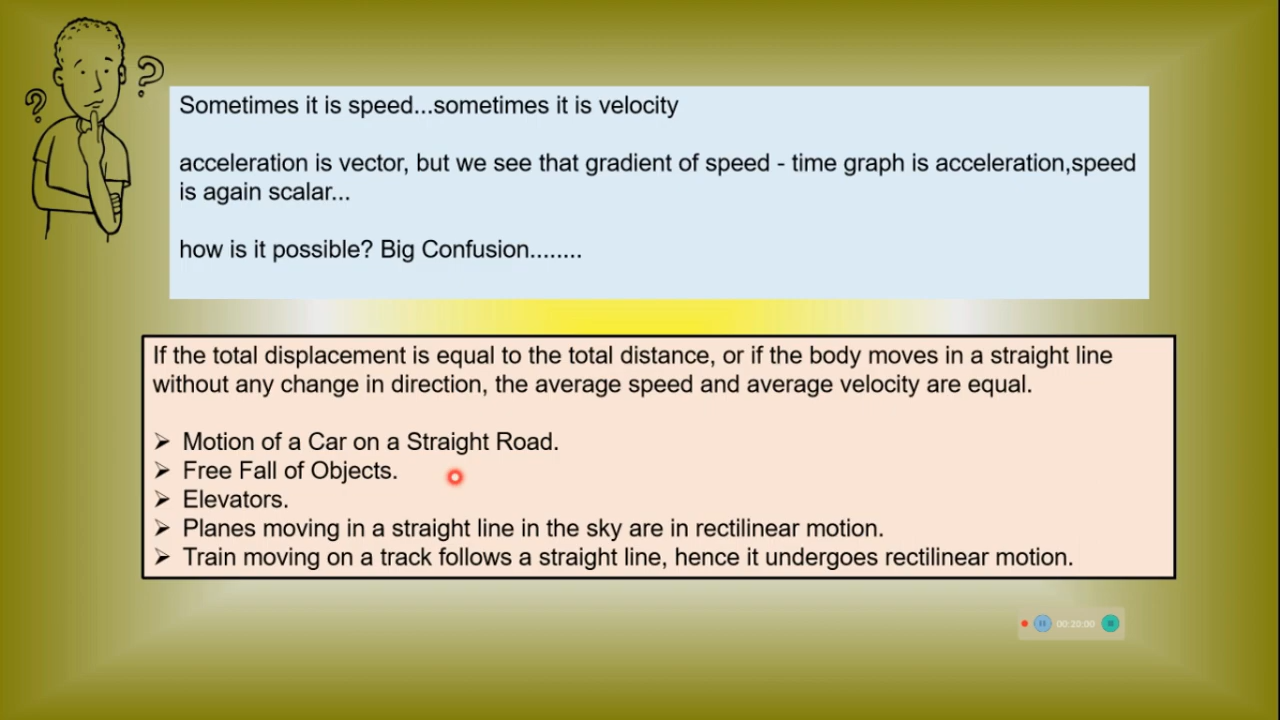 ? ?
Sometimes it is speed...sometimes it is velocity
acceleration is vector, but we see that gradient of speed - time graph is acceleration,speed
is again scalar...
how is it possible? Big Confusion........
If the total displacement is equal to the total distance, or if the body moves in a straight line
without any change in direction, the average speed and average velocity are equal.
➢ Motion of a Car on a Straight Road.
➢ Free Fall of Objects.
➢ Elevators.
➢ Planes moving in a straight line in the sky are in rectilinear motion.
➢ Train moving on a track follows a straight line, hence it undergoes rectilinear motion.
00:20:00